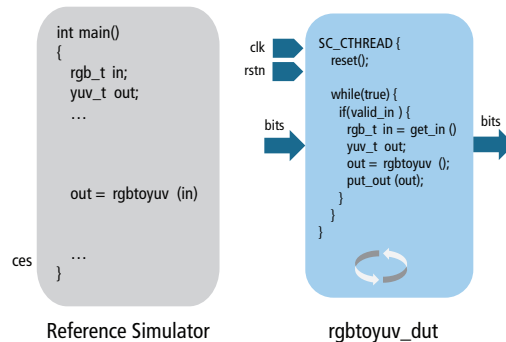 int main()
{
rgb_t in;
yuv_t out;
…
out = rgbtoyuv (in)
…
}
ces
Reference Simulator
clk
rstn
bits
SC_CTHREAD {
reset();
while(true) {
if(valid_in ) {
rgb_t in = get_in ()
yuv_t out;
out = rgbtoyuv ();
put_out (out);
}
}
}
bits
rgbtoyuv_dut